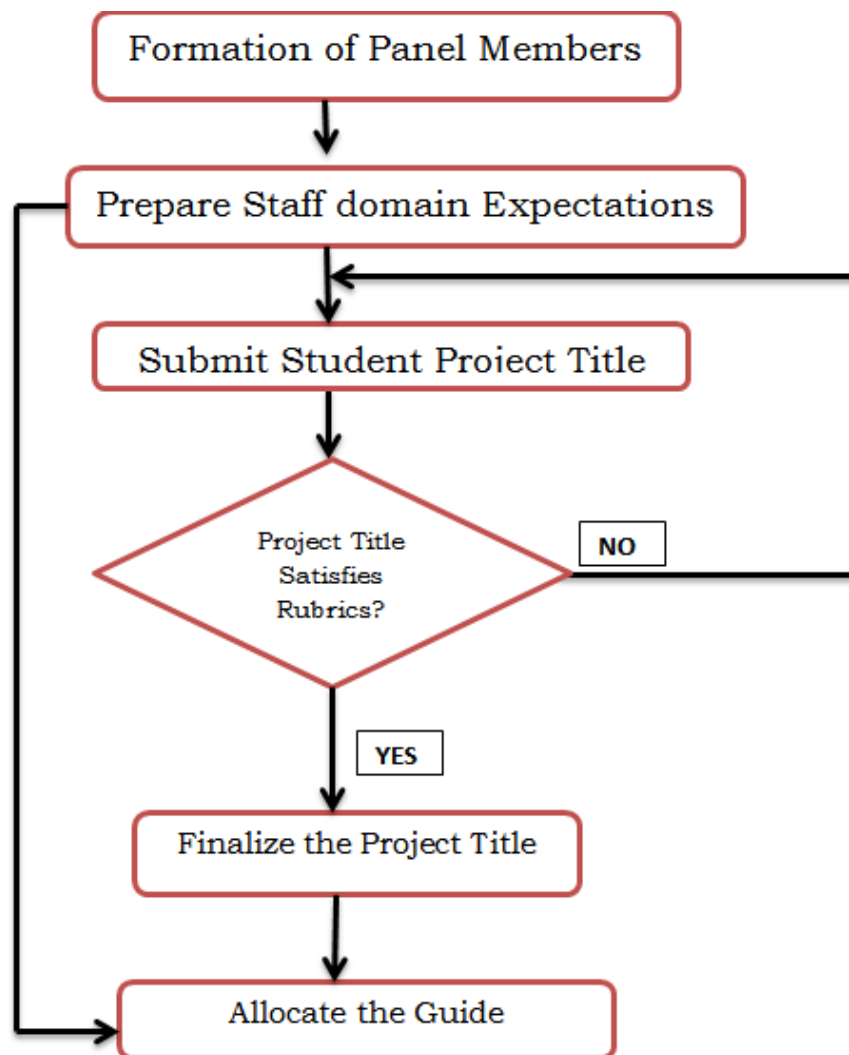 Formation of Panel Members
Prepare Staff domain Expectations
Submit Student Project Title
Project Title
Satisfies
Rubrics?
NO
YES
Finalize the Project Title
Allocate the Guide